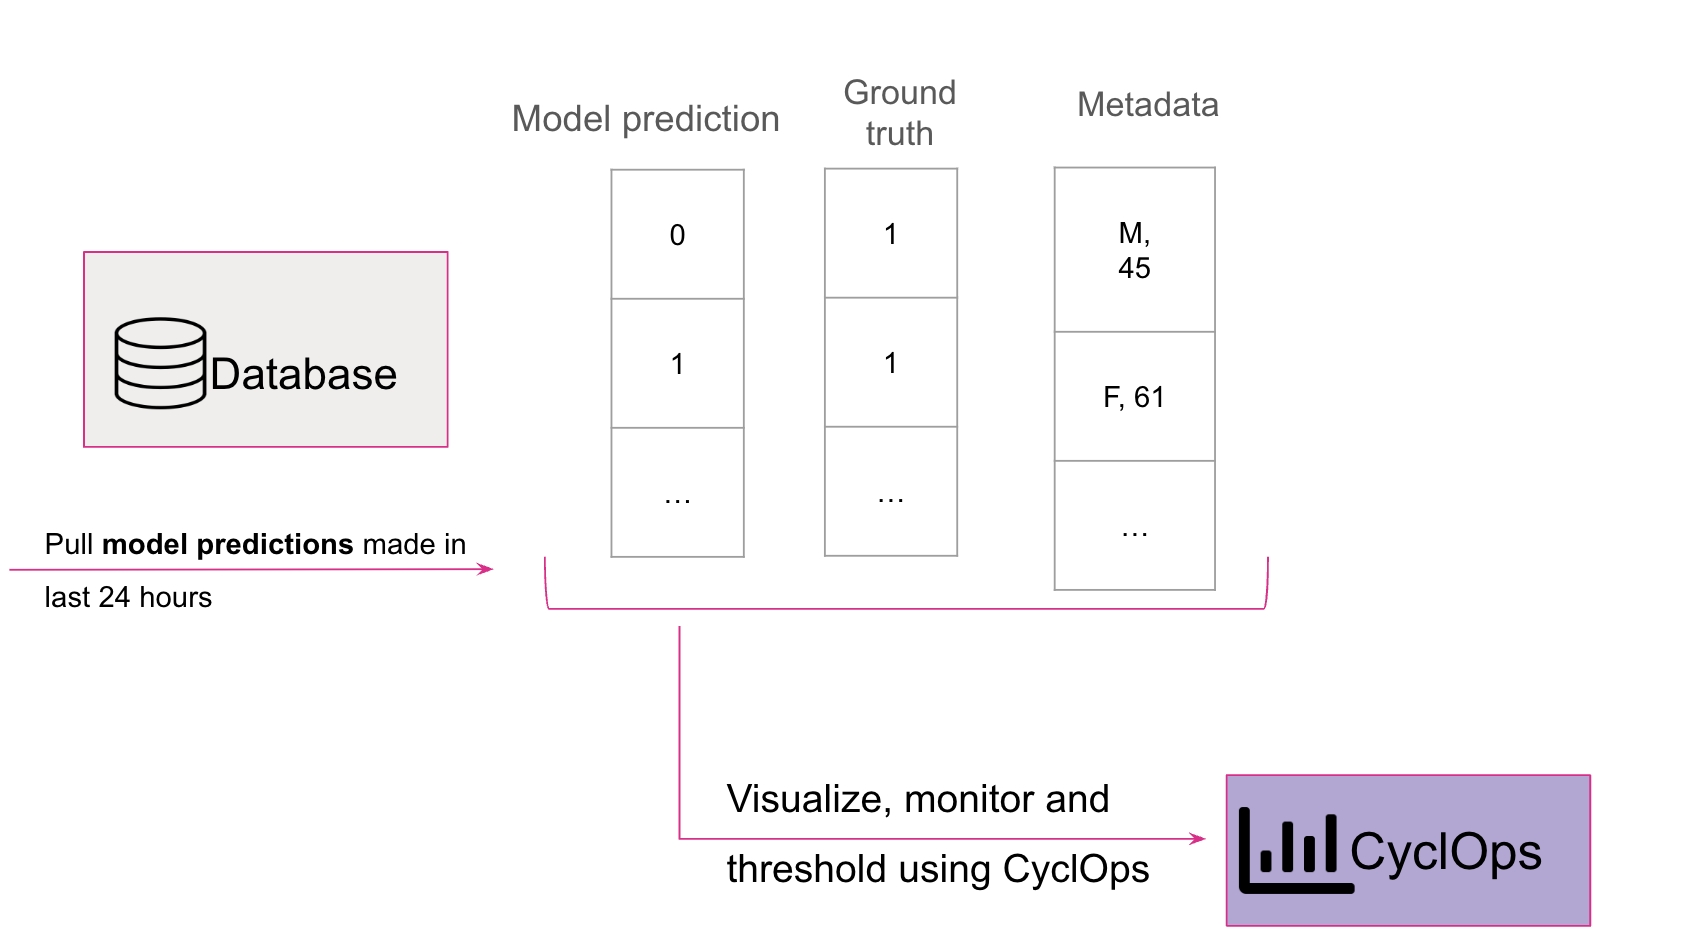 Model prediction
Ground
truth
Metadata
0
1
M,
45
1
1
F, 61
…
…
…
Database
Pull model predictions made in
last 24 hours
Visualize, monitor and
threshold using CyclOps
CyclOps